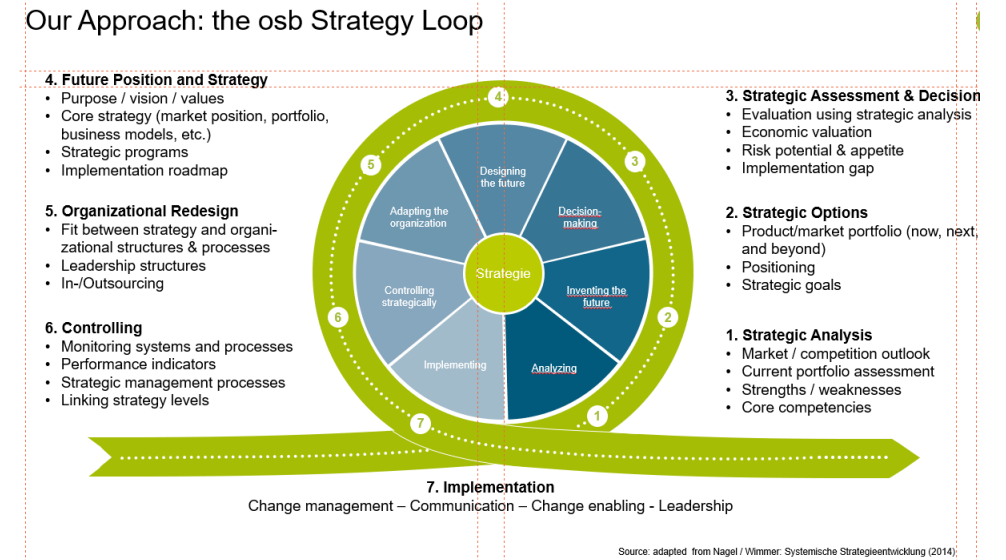 Our Approach: the osb Strategy Loop
4. Future Position and Strategy
• Purpose / vision / values
• Core strategy (market position, portfolio,
business models, etc.)
• Strategic programs
• Implementation roadmap
5. Organizational Redesign
• Fit between strategy and organi-
zational structures & processes
• Leadership structures
• In-/Outsourcing
6. Controlling
• Monitoring systems and processes
• Performance indicators
• Strategic management processes
• Linking strategy levels
4
5
3
6
2
7
1
Designing
the future
Adapting the
organization
Decision-
making
Strategie
Controlling
strategically
Inventing the
future
Implementing
Analyzing
3. Strategic Assessment & Decision
• Evaluation using strategic analysis
• Economic valuation
• Risk potential & appetite
• Implementation gap
2. Strategic Options
• Product/market portfolio (now, next,
and beyond)
• Positioning
• Strategic goals
1. Strategic Analysis
• Market / competition outlook
• Current portfolio assessment
• Strengths / weaknesses
• Core competencies
7. Implementation
Change management – Communication – Change enabling - Leadership
Source: adapted from Nagel / Wimmer: Systemische Strategieentwicklung (2014)